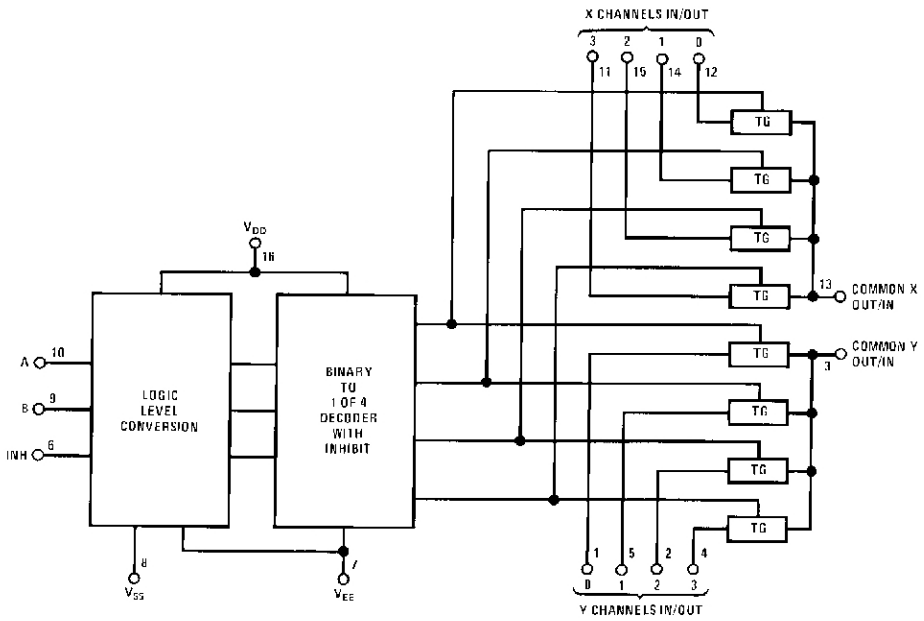 X CHANNELS IN/OUT
3 2 1 0
11 15 14 12
TG
TG
TG
TG
13
COMMON X
OUT/IN
VDD
16
A 10
B 9
INH 6
LOGIC
LEVEL
CONVERSION
BINARY
TO
1 OF 4
DECODER
WITH
INHIBIT
8
VSS
7
VEE
TG
TG
TG
TG
3
COMMON Y
OUT/IN
1 5 2 4
0 1 2 3
Y CHANNELS IN/OUT